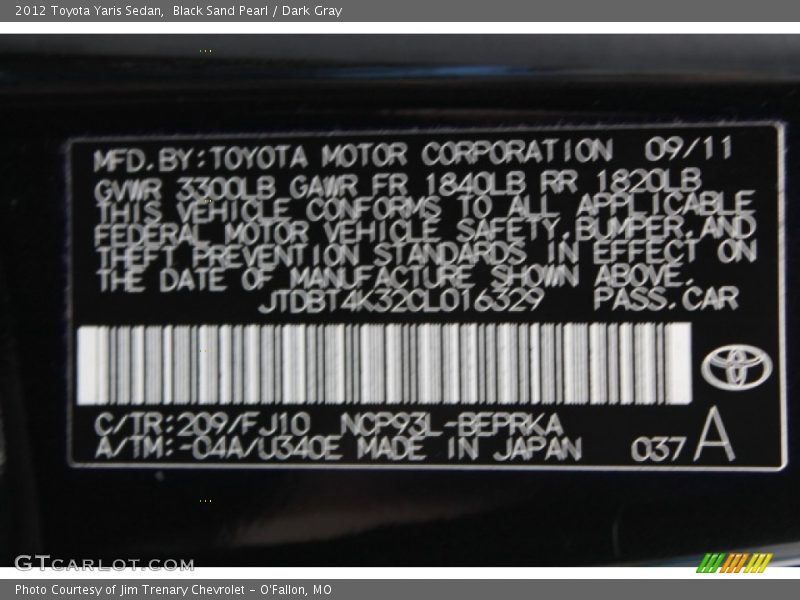 2012 Toyota Yaris Sedan,  Black Sand Pearl / Dark Gray
MFD.BY:TOYOTA MOTOR CORPORATION 09/11
GVWR 3300LB GAWR FR 1840LB RR 1820LB
THIS VEHICLE CONFORMS TO ALL APPLICABLE
FEDERAL MOTOR VEHICLE SAFETY,BUMPER,AND
THEFT PREVENTION STANDARDS IN EFFECT ON
THE DATE OF MANUFACTURE SHOWN ABOVE.
JTDBT4K32CL016329 PASS.CAR
C/TR:209/FJ10 NCP93L-BEPRKA
A/TM:-04A/U340E MADE IN JAPAN 037 A
GTCARLOT.COM
Photo Courtesy of Jim Trenary Chevrolet - O'Fallon, MO